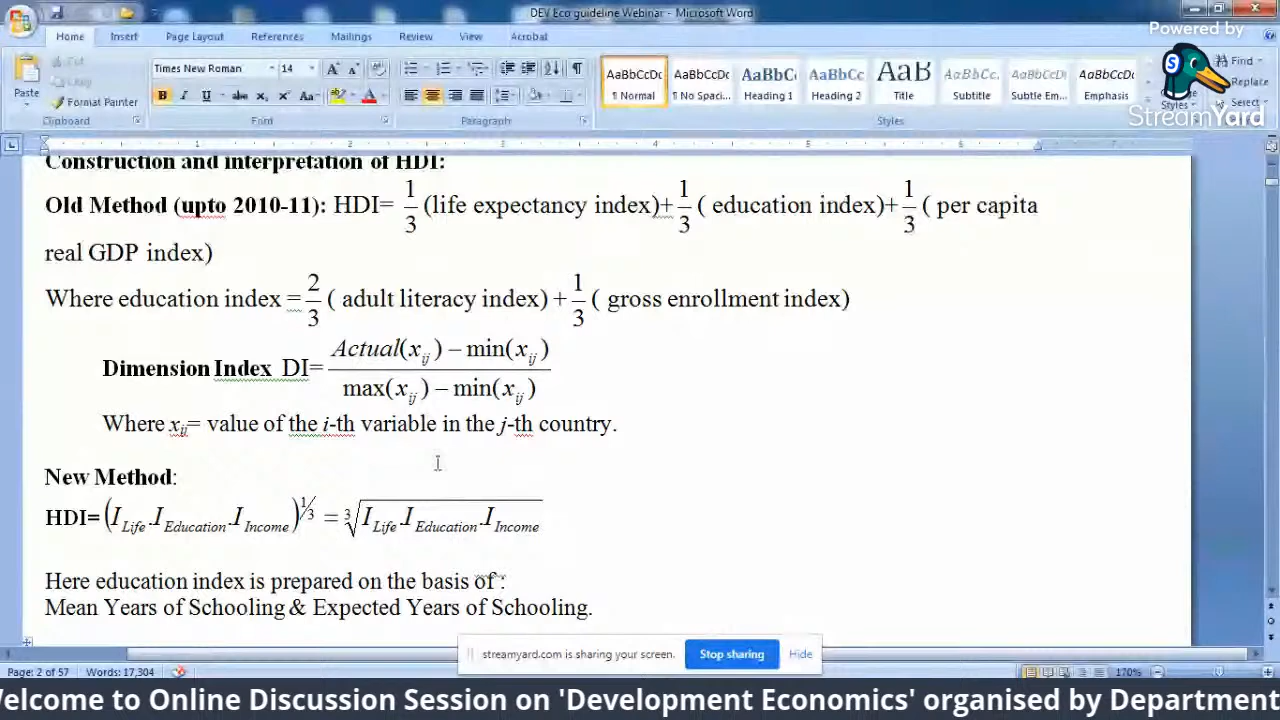 DEV Eco guideline Webinar - Microsoft Word
Powered by
Home Insert Page Layout References Mailings Review View Acrobat
Cut
Copy
Paste
Format Painter
Times New Roman 14
AaBbCcDc AaBbCcDc AaBbC AaBbCc AaB AaBbCc. AaBbCcDc AaBbCcDc
¶ Normal ¶ No Spaci... Heading 1 Heading 2 Title Subtitle Subtle Em... Emphasis
Find
Replace
Select
Clipboard Font Paragraph Styles
StreamYard
Construction and interpretation of HDI:
Old Method (upto 2010-11): HDI= 1/3 (life expectancy index)+ 1/3 ( education index)+ 1/3 ( per capita
real GDP index)
Where education index = 2/3 ( adult literacy index) + 1/3 ( gross enrollment index)
Dimension Index DI= Actual(x_ij) − min(x_ij) / max(x_ij) − min(x_ij)
Where x_ij= value of the i-th variable in the j-th country.
New Method:
HDI= (I_Life.I_Education.I_Income)^1/3 = ∛I_Life.I_Education.I_Income
Here education index is prepared on the basis of :
Mean Years of Schooling & Expected Years of Schooling.
streamyard.com is sharing your screen. Stop sharing Hide
Page: 2 of 57 Words: 17,304 170%
Welcome to Online Discussion Session on 'Development Economics' organised by Department